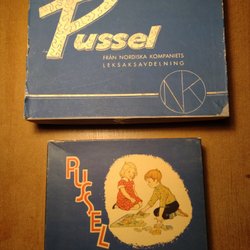 Pussel
FRÅN NORDISKA KOMPANIETS
LEKSAKSAVDELNING
NK
PUSSEL